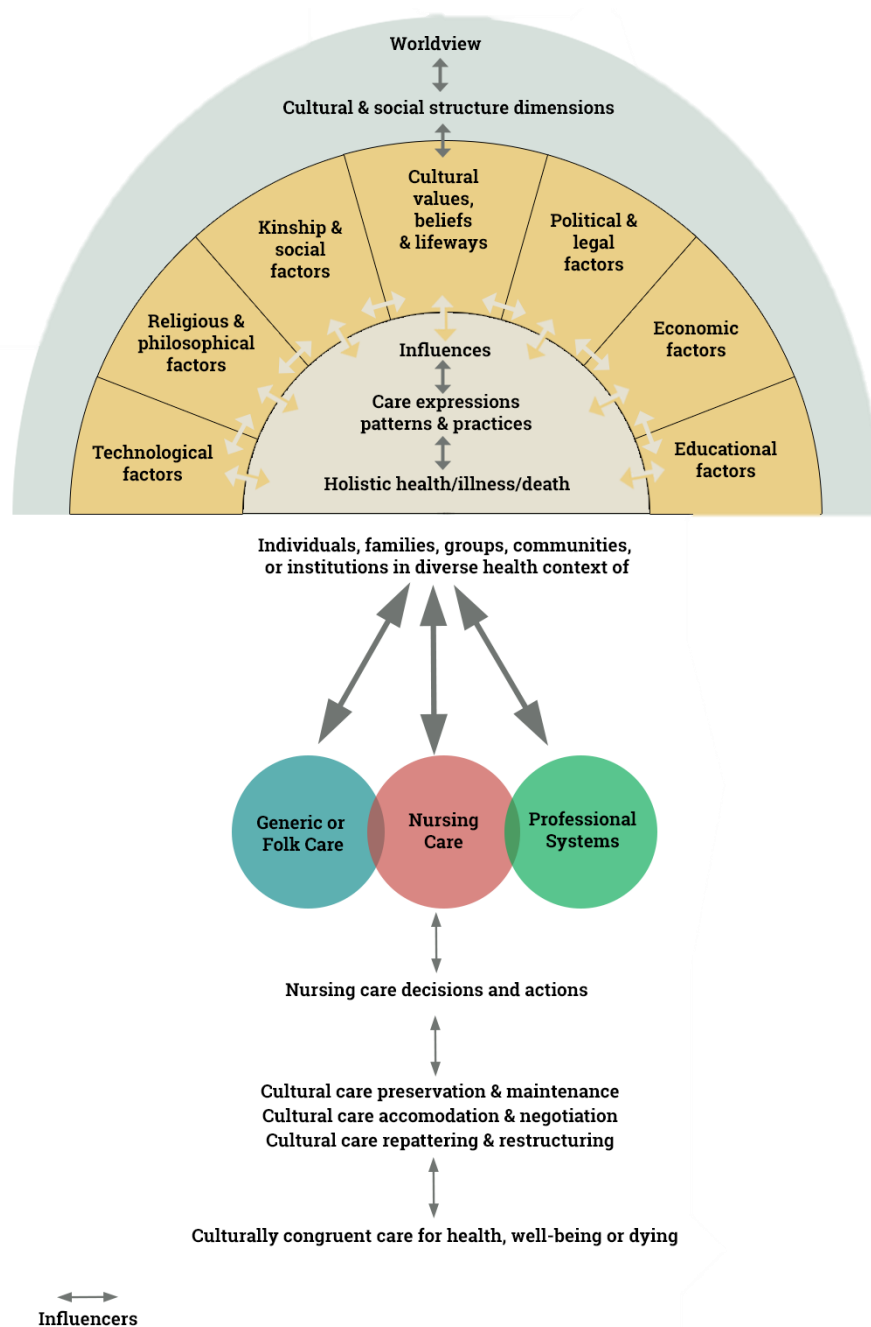 Worldview
Cultural & social structure dimensions
Cultural
values,
beliefs
& lifeways
Kinship &
social
factors
Political &
legal
factors
Religious &
philosophical
factors
Economic
factors
Technological
factors
Educational
factors
Influences
Care expressions
patterns & practices
Holistic health/illness/death
Individuals, families, groups, communities,
or institutions in diverse health context of
Generic or
Folk Care
Nursing
Care
Professional
Systems
Nursing care decisions and actions
Cultural care preservation & maintenance
Cultural care accomodation & negotiation
Cultural care repattering & restructuring
Culturally congruent care for health, well-being or dying
Influencers